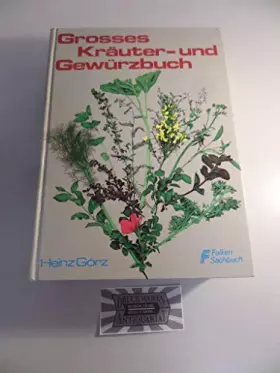 Grosses
Kräuter- und
Gewürzbuch
Heinz Görz
F Falken
Sachbuch